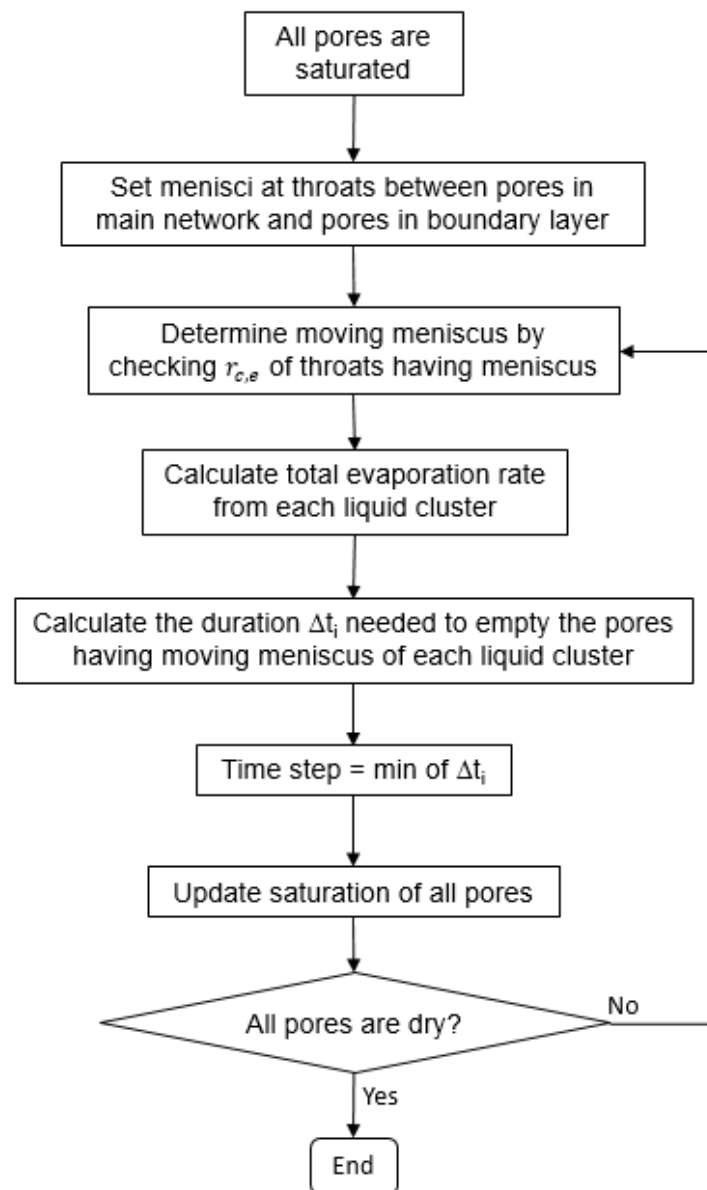 All pores are
saturated
Set menisci at throats between pores in
main network and pores in boundary layer
Determine moving meniscus by
checking r_{c,e} of throats having meniscus
Calculate total evaporation rate
from each liquid cluster
Calculate the duration Δt_i needed to empty the pores
having moving meniscus of each liquid cluster
Time step = min of Δt_i
Update saturation of all pores
All pores are dry?
No
Yes
End